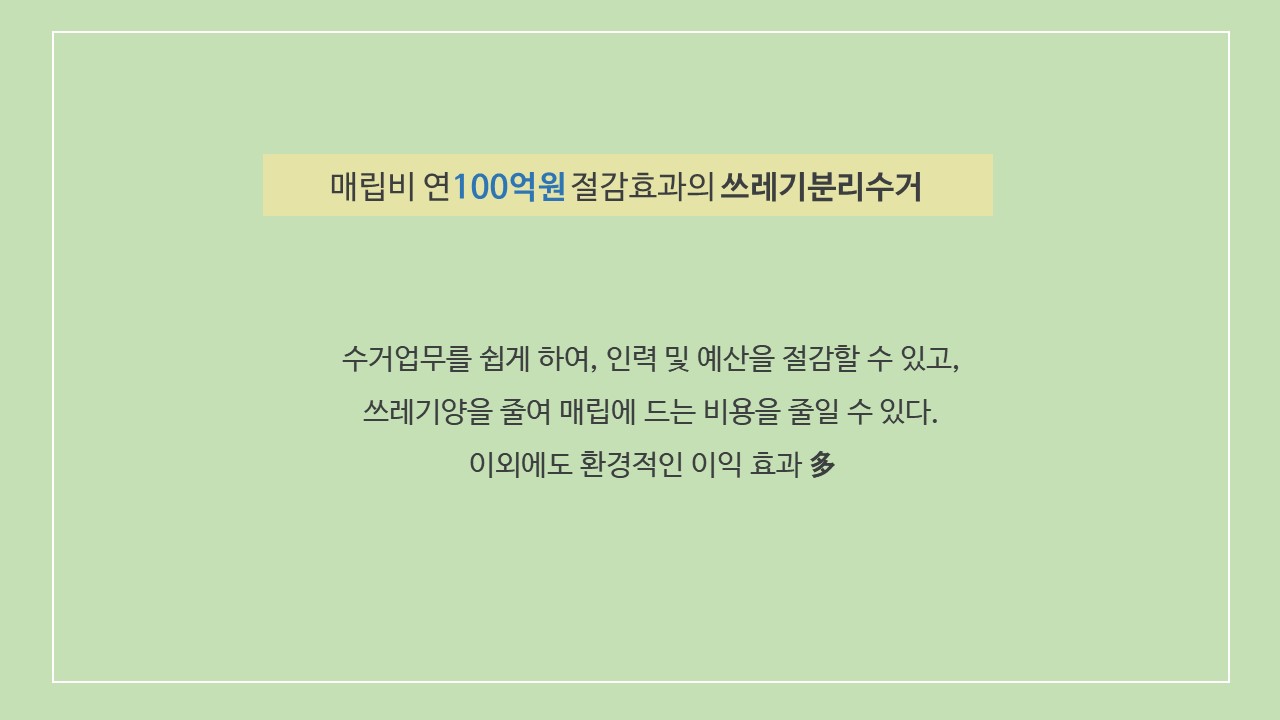 매립비 연100억원 절감효과의 쓰레기분리수거
수거업무를 쉽게 하여, 인력 및 예산을 절감할 수 있고,
쓰레기양을 줄여 매립에 드는 비용을 줄일 수 있다.
이외에도 환경적인 이익 효과 多